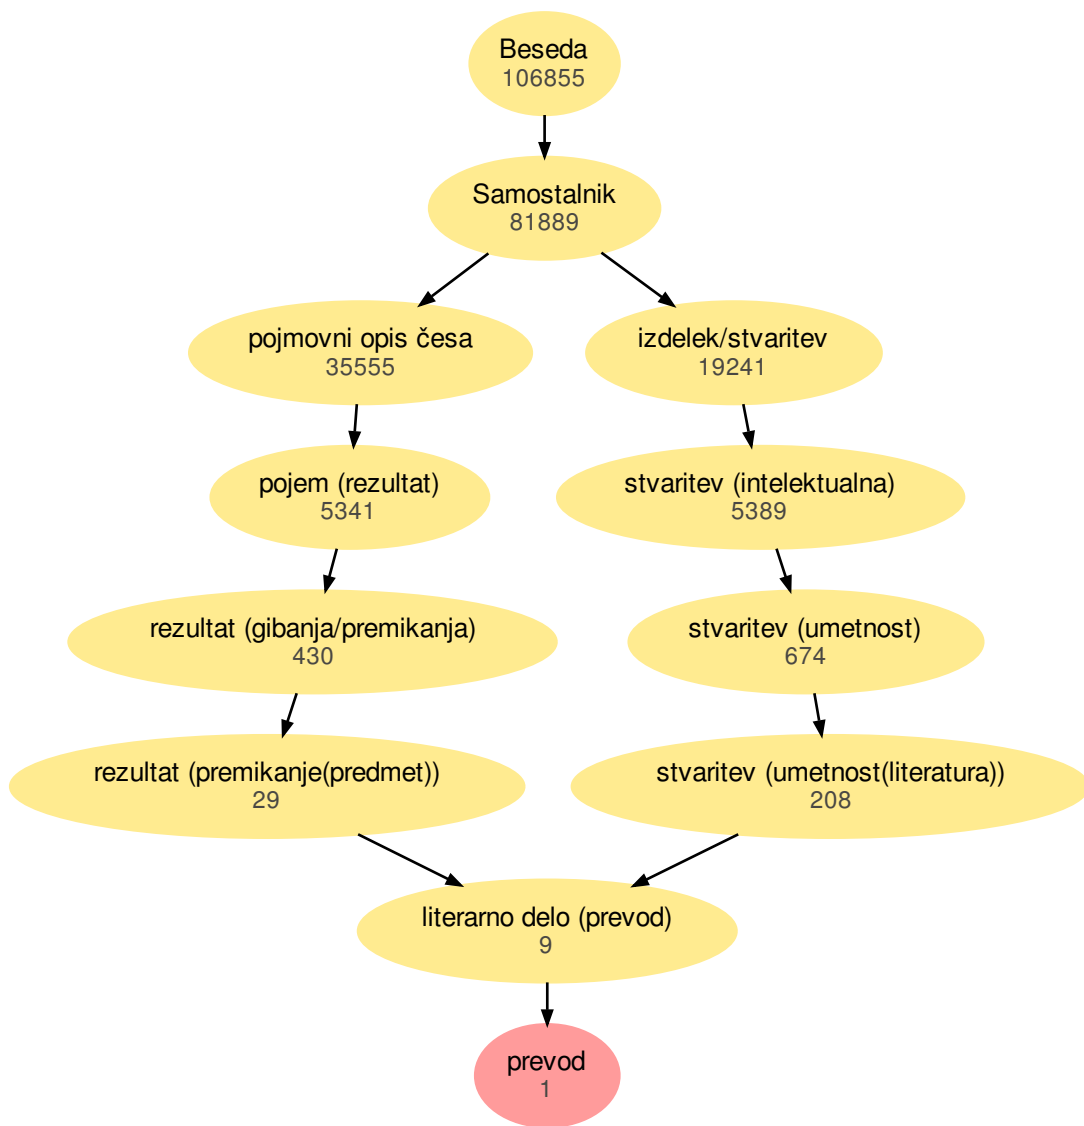 Beseda
106855
Samostalnik
81889
pojmovni opis česa
35555
izdelek/stvaritev
19241
pojem (rezultat)
5341
stvaritev (intelektualna)
5389
rezultat (gibanja/premikanja)
430
stvaritev (umetnost)
674
rezultat (premikanje(predmet))
29
stvaritev (umetnost(literatura))
208
literarno delo (prevod)
9
prevod
1